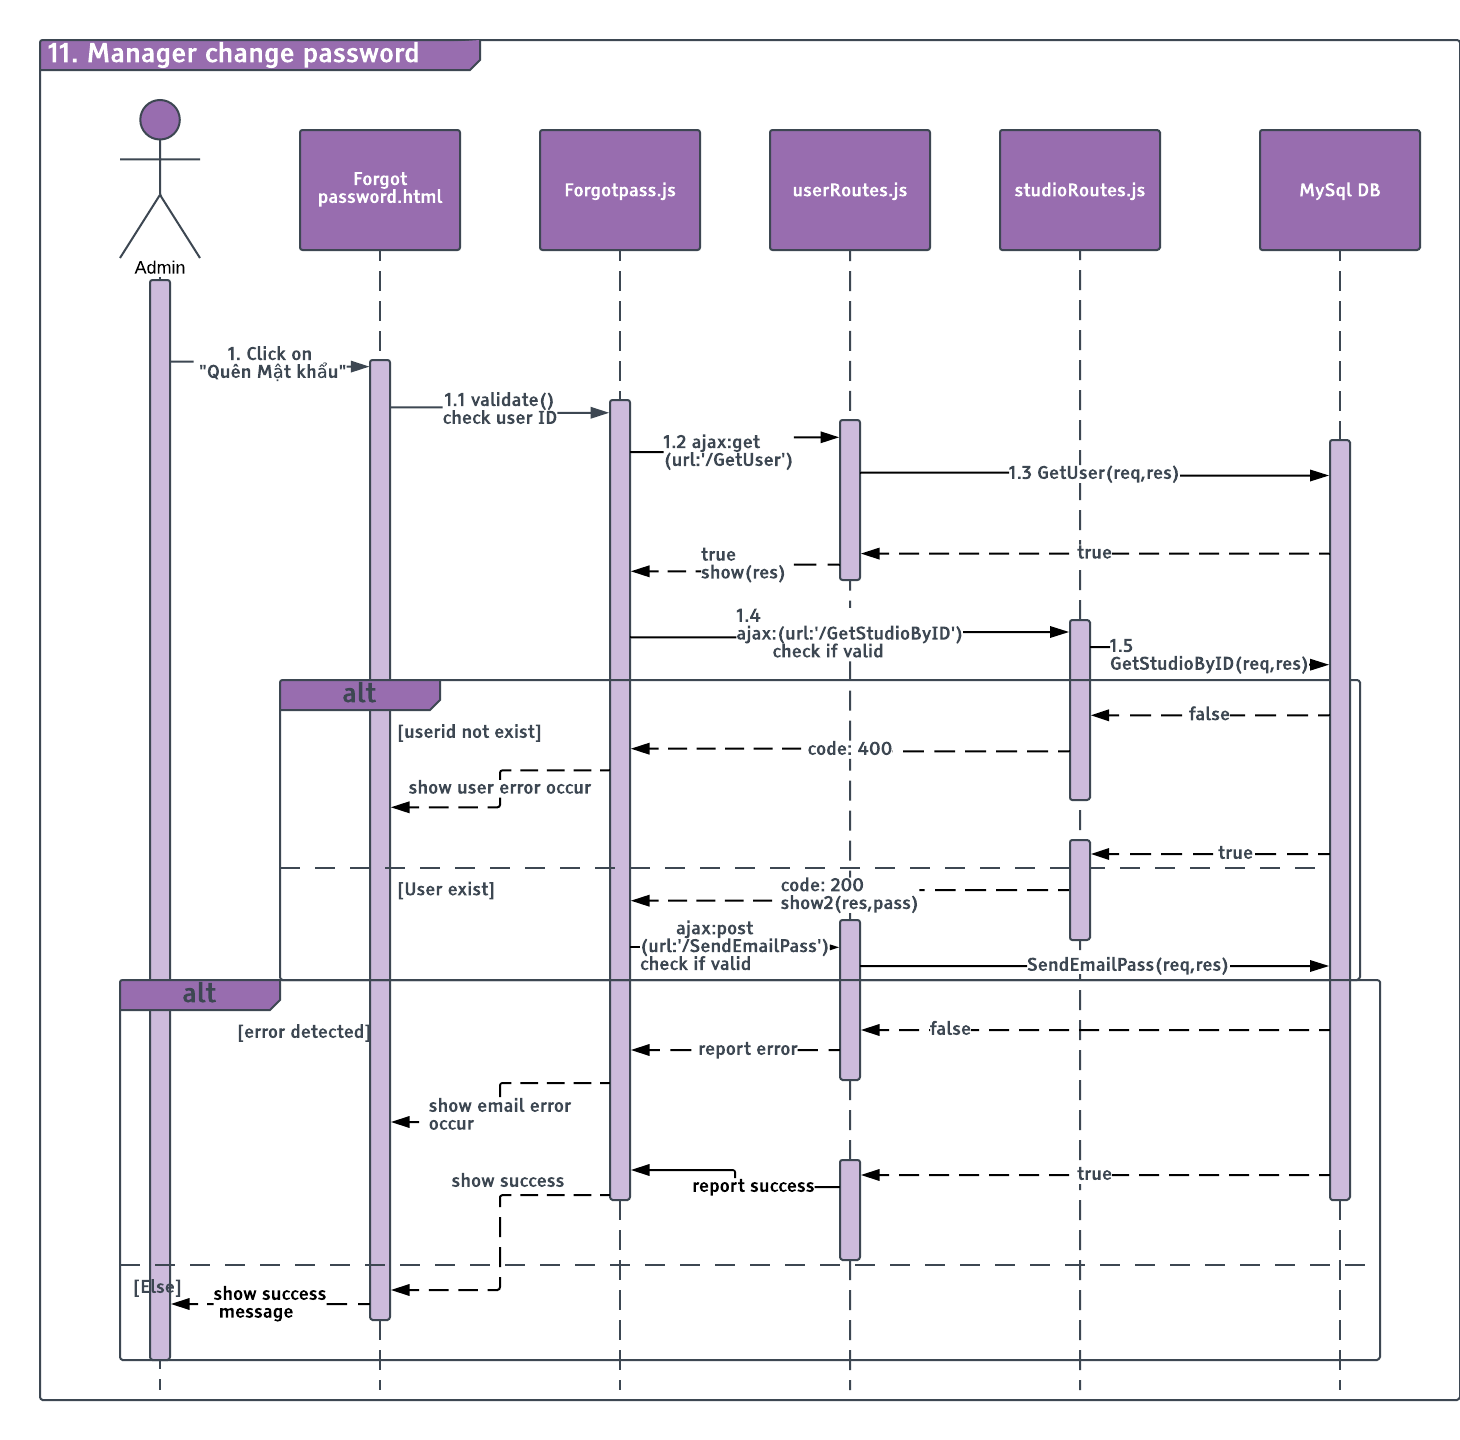 11. Manager change password
Admin
Forgot
password.html
Forgotpass.js
userRoutes.js
studioRoutes.js
MySql DB
1. Click on
"Quên Mật khẩu"
1.1 validate()
check user ID
1.2 ajax:get
(url:'/GetUser')
1.3 GetUser(req,res)
true
true
show(res)
1.4
ajax:(url:'/GetStudioByID')
check if valid
1.5
GetStudioByID(req,res)
alt
[userid not exist]
false
code: 400
show user error occur
true
[User exist]
code: 200
show2(res,pass)
ajax:post
(url:'/SendEmailPass')
check if valid
SendEmailPass(req,res)
alt
[error detected]
false
report error
show email error
occur
true
show success
report success
[Else]
show success
message